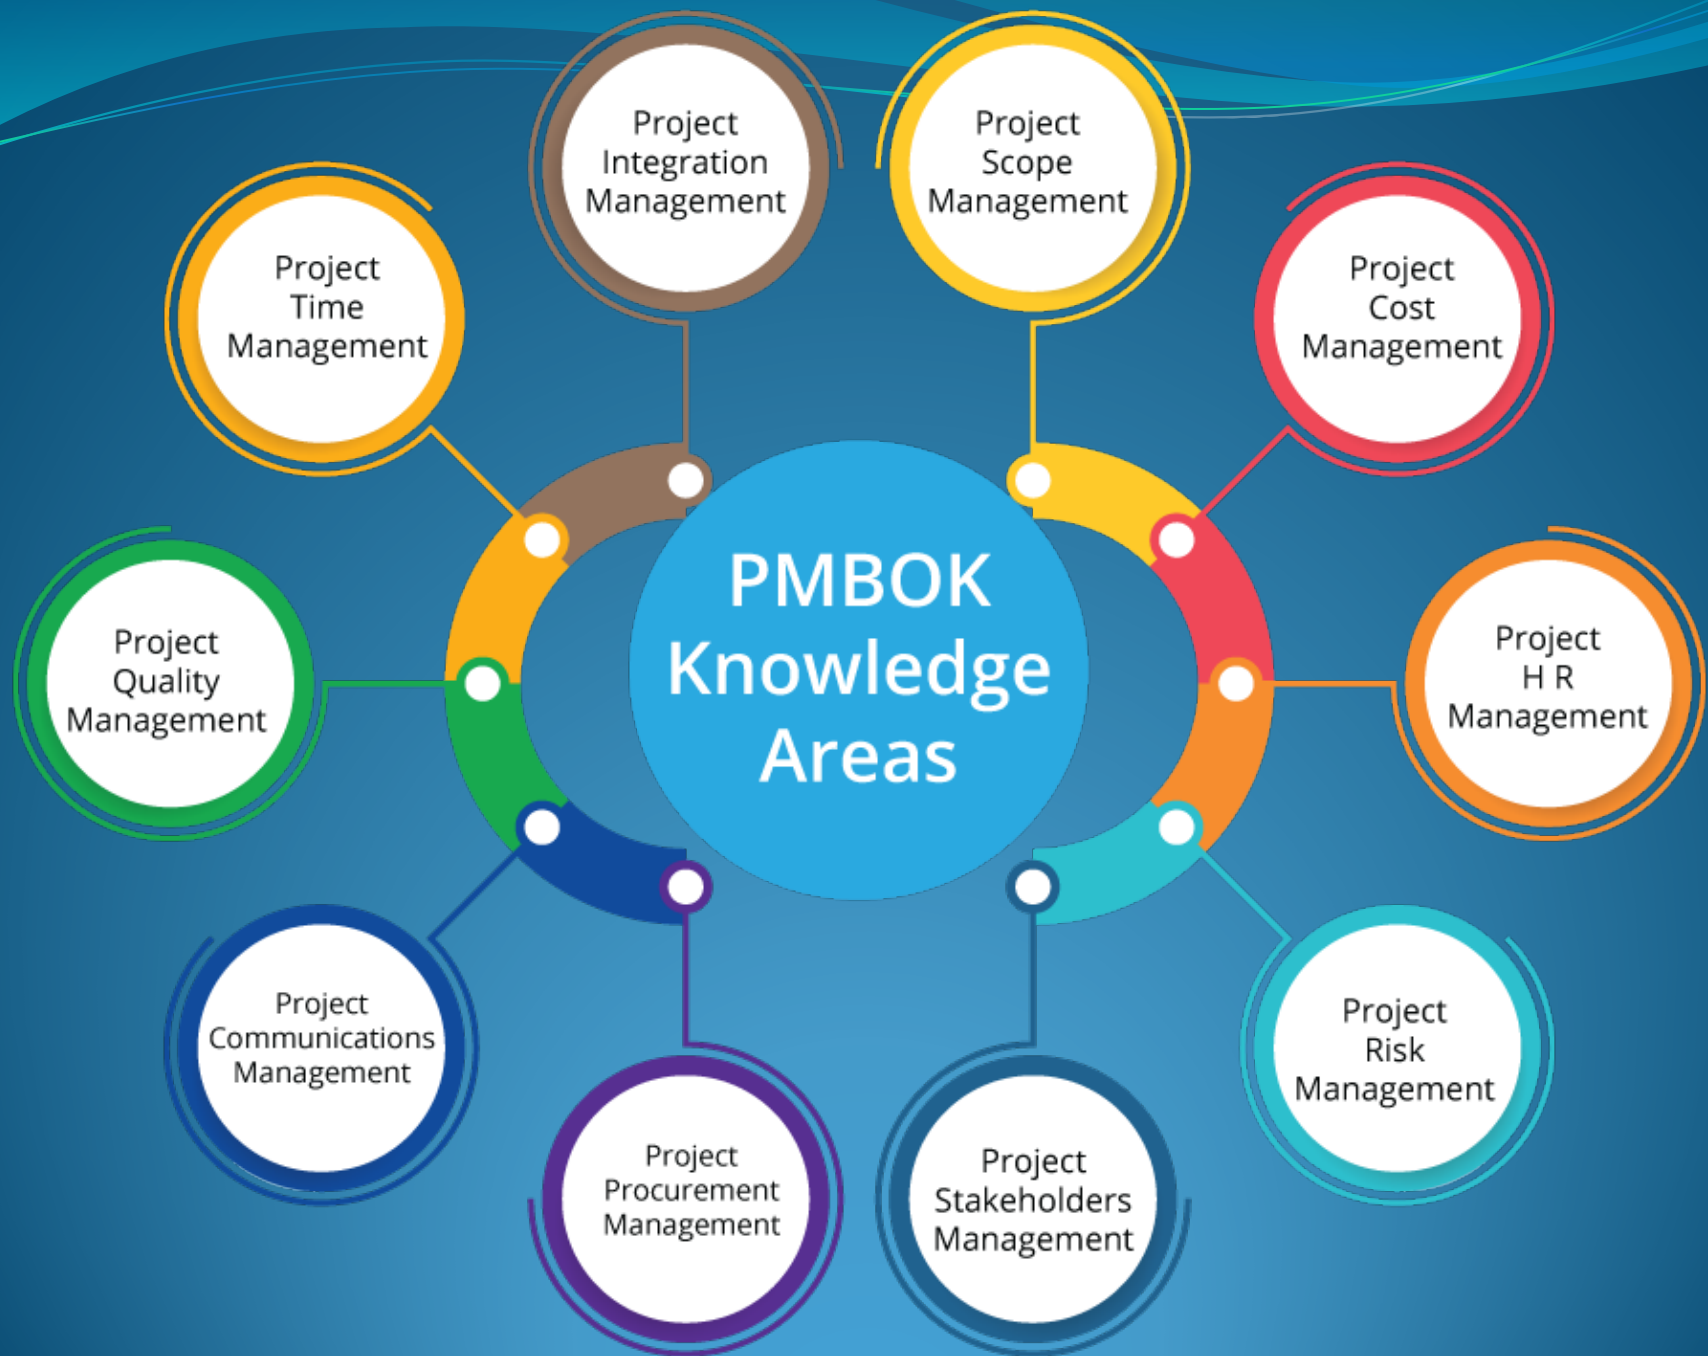 Project
Integration
Management
Project
Scope
Management
Project
Time
Management
Project
Cost
Management
PMBOK
Knowledge
Areas
Project
Quality
Management
Project
H R
Management
Project
Communications
Management
Project
Risk
Management
Project
Procurement
Management
Project
Stakeholders
Management